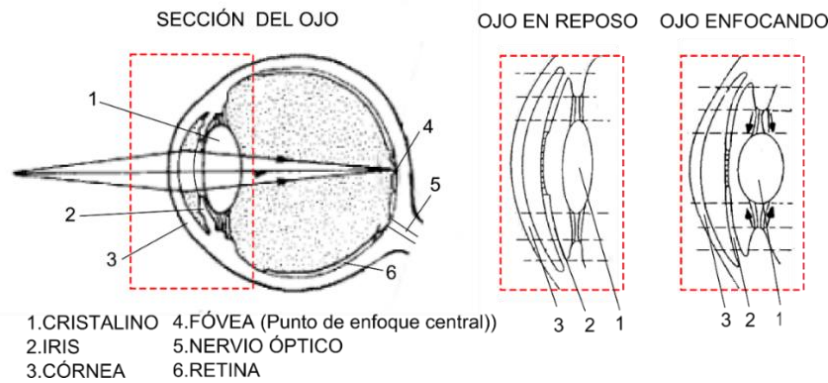 SECCIÓN DEL OJO
OJO EN REPOSO
OJO ENFOCANDO
1
2
3
4
5
6
3 2 1
3 2 1
1.CRISTALINO 4.FÓVEA (Punto de enfoque central))
2.IRIS 5.NERVIO ÓPTICO
3.CÓRNEA 6.RETINA